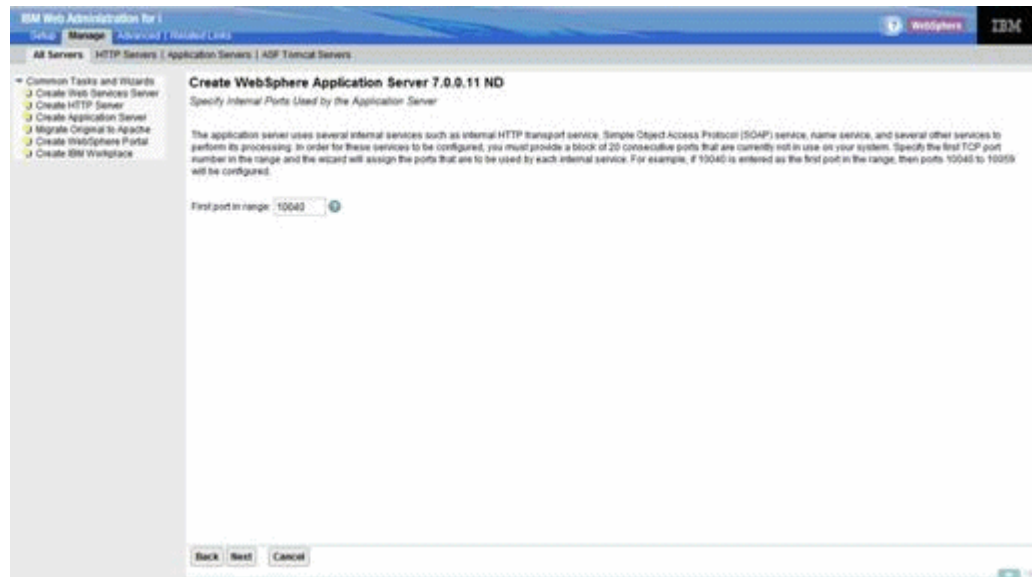 IBM Web Administration for i
Setup Manage Advanced | Related Links
WebSphere
IBM
All Servers HTTP Servers | Application Servers | ASF Tomcat Servers
Common Tasks and Wizards
Create Web Services Server
Create HTTP Server
Create Application Server
Migrate Original to Apache
Create WebSphere Portal
Create IBM Workplace
Create WebSphere Application Server 7.0.0.11 ND
Specify Internal Ports Used by the Application Server
The application server uses several internal services such as internal HTTP transport service, Simple Object Access Protocol (SOAP) service, name service, and several other services to
perform its processing. In order for these services to be configured, you must provide a block of 20 consecutive ports that are currently not in use on your system. Specify the first TCP port
number in the range and the wizard will assign the ports that are to be used by each internal service. For example, if 10040 is entered as the first port in the range, then ports 10040 to 10059
will be configured.
First port in range: 10040
Back Next Cancel